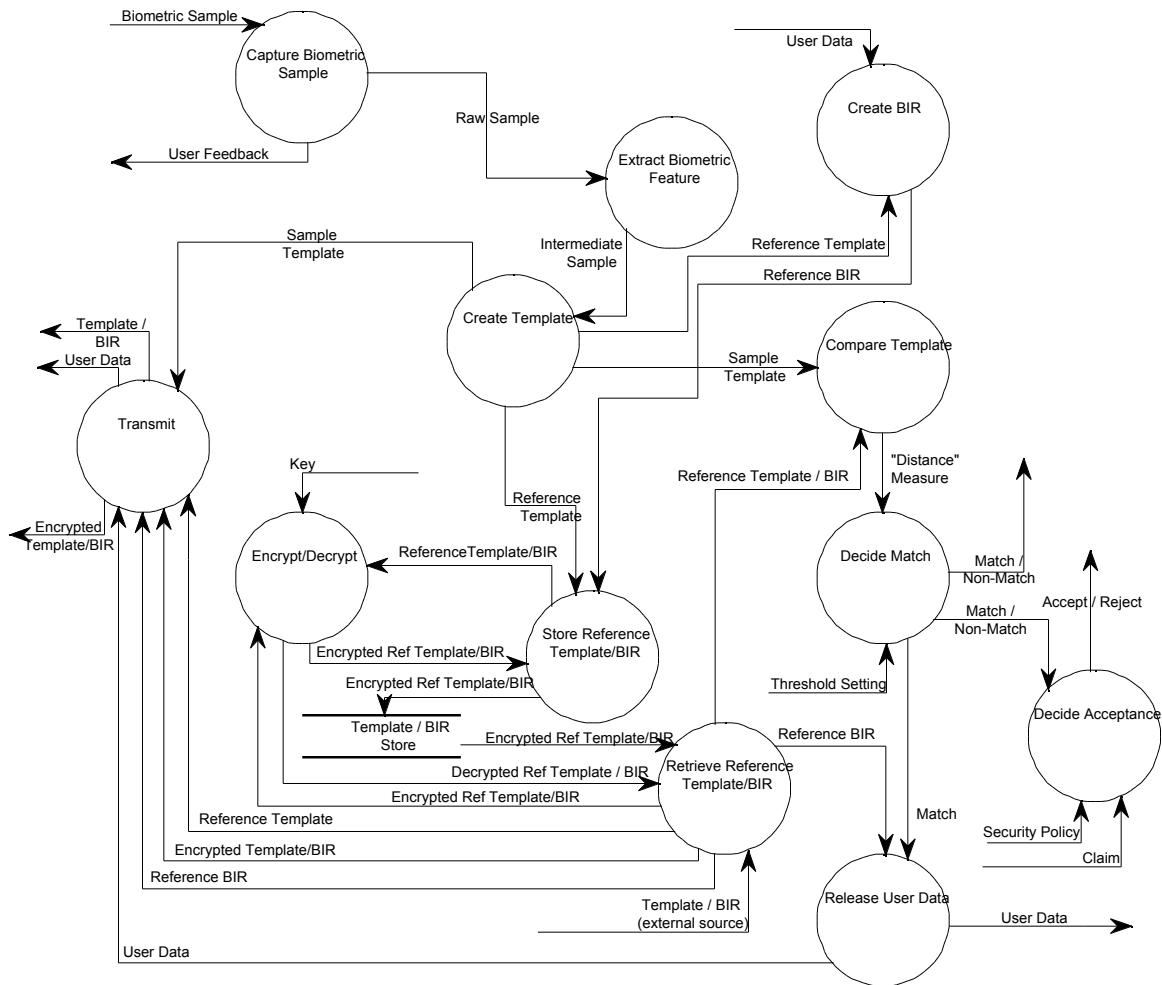 Biometric Sample
Capture Biometric
Sample
User Feedback
Raw Sample
User Data
Create BIR
Extract Biometric
Feature
Intermediate
Sample
Reference Template
Reference BIR
Sample
Template
Create Template
Sample
Template
Compare Template
Template /
BIR
User Data
Transmit
Encrypted
Template/BIR
Key
Encrypt/Decrypt
Reference
Template
ReferenceTemplate/BIR
Reference Template / BIR
"Distance"
Measure
Decide Match
Match /
Non-Match
Match /
Non-Match
Accept / Reject
Store Reference
Template/BIR
Encrypted Ref Template/BIR
Encrypted Ref Template/BIR
Threshold Setting
Decide Acceptance
Template / BIR
Store
Encrypted Ref Template/BIR
Retrieve Reference
Template/BIR
Reference BIR
Decrypted Ref Template / BIR
Encrypted Ref Template/BIR
Reference Template
Match
Security Policy
Claim
Encrypted Template/BIR
Reference BIR
Template / BIR
(external source)
Release User Data
User Data
User Data